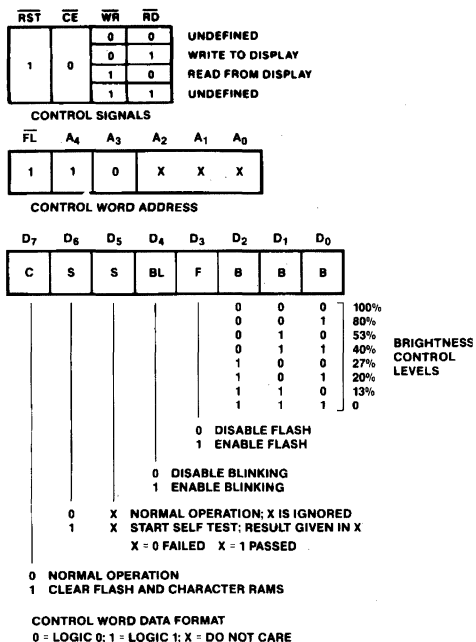 RST CE WR RD
0 0 UNDEFINED
1 0 0 1 WRITE TO DISPLAY
1 0 READ FROM DISPLAY
1 1 UNDEFINED
CONTROL SIGNALS
FL A4 A3 A2 A1 A0
1 1 0 X X X
CONTROL WORD ADDRESS
D7 D6 D5 D4 D3 D2 D1 D0
C S S BL F B B B
0 0 0 100%
0 0 1 80%
0 1 0 53%
0 1 1 40%
1 0 0 27%
1 0 1 20%
1 1 0 13%
1 1 1 0
BRIGHTNESS
CONTROL
LEVELS
0 DISABLE FLASH
1 ENABLE FLASH
0 DISABLE BLINKING
1 ENABLE BLINKING
0 X NORMAL OPERATION; X IS IGNORED
1 X START SELF TEST; RESULT GIVEN IN X
X = 0 FAILED X = 1 PASSED
0 NORMAL OPERATION
1 CLEAR FLASH AND CHARACTER RAMS
CONTROL WORD DATA FORMAT
0 = LOGIC 0; 1 = LOGIC 1; X = DO NOT CARE